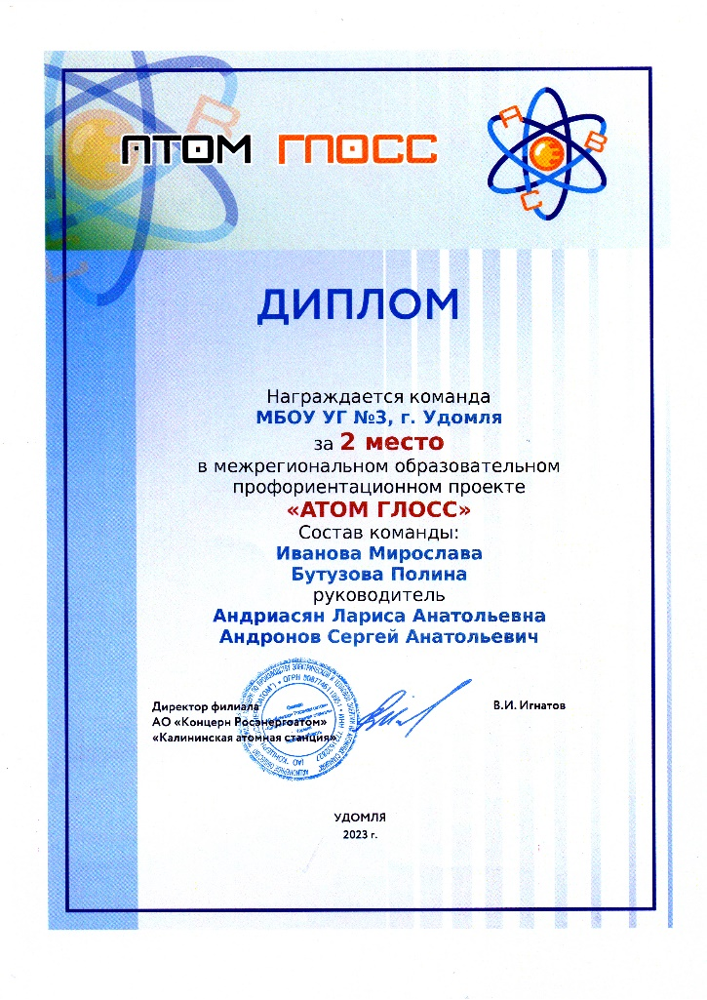 АТОМ ГЛОСС
A
B
C
ДИПЛОМ
Награждается команда
МБОУ УГ №3, г. Удомля
за 2 место
в межрегиональном образовательном
профориентационном проекте
«АТОМ ГЛОСС»
Состав команды:
Иванова Мирослава
Бутузова Полина
руководитель
Андриасян Лариса Анатольевна
Андронов Сергей Анатольевич
Директор филиала
АО «Концерн Росэнергоатом»
«Калининская атомная станция»
В.И. Игнатов
УДОМЛЯ
2023 г.